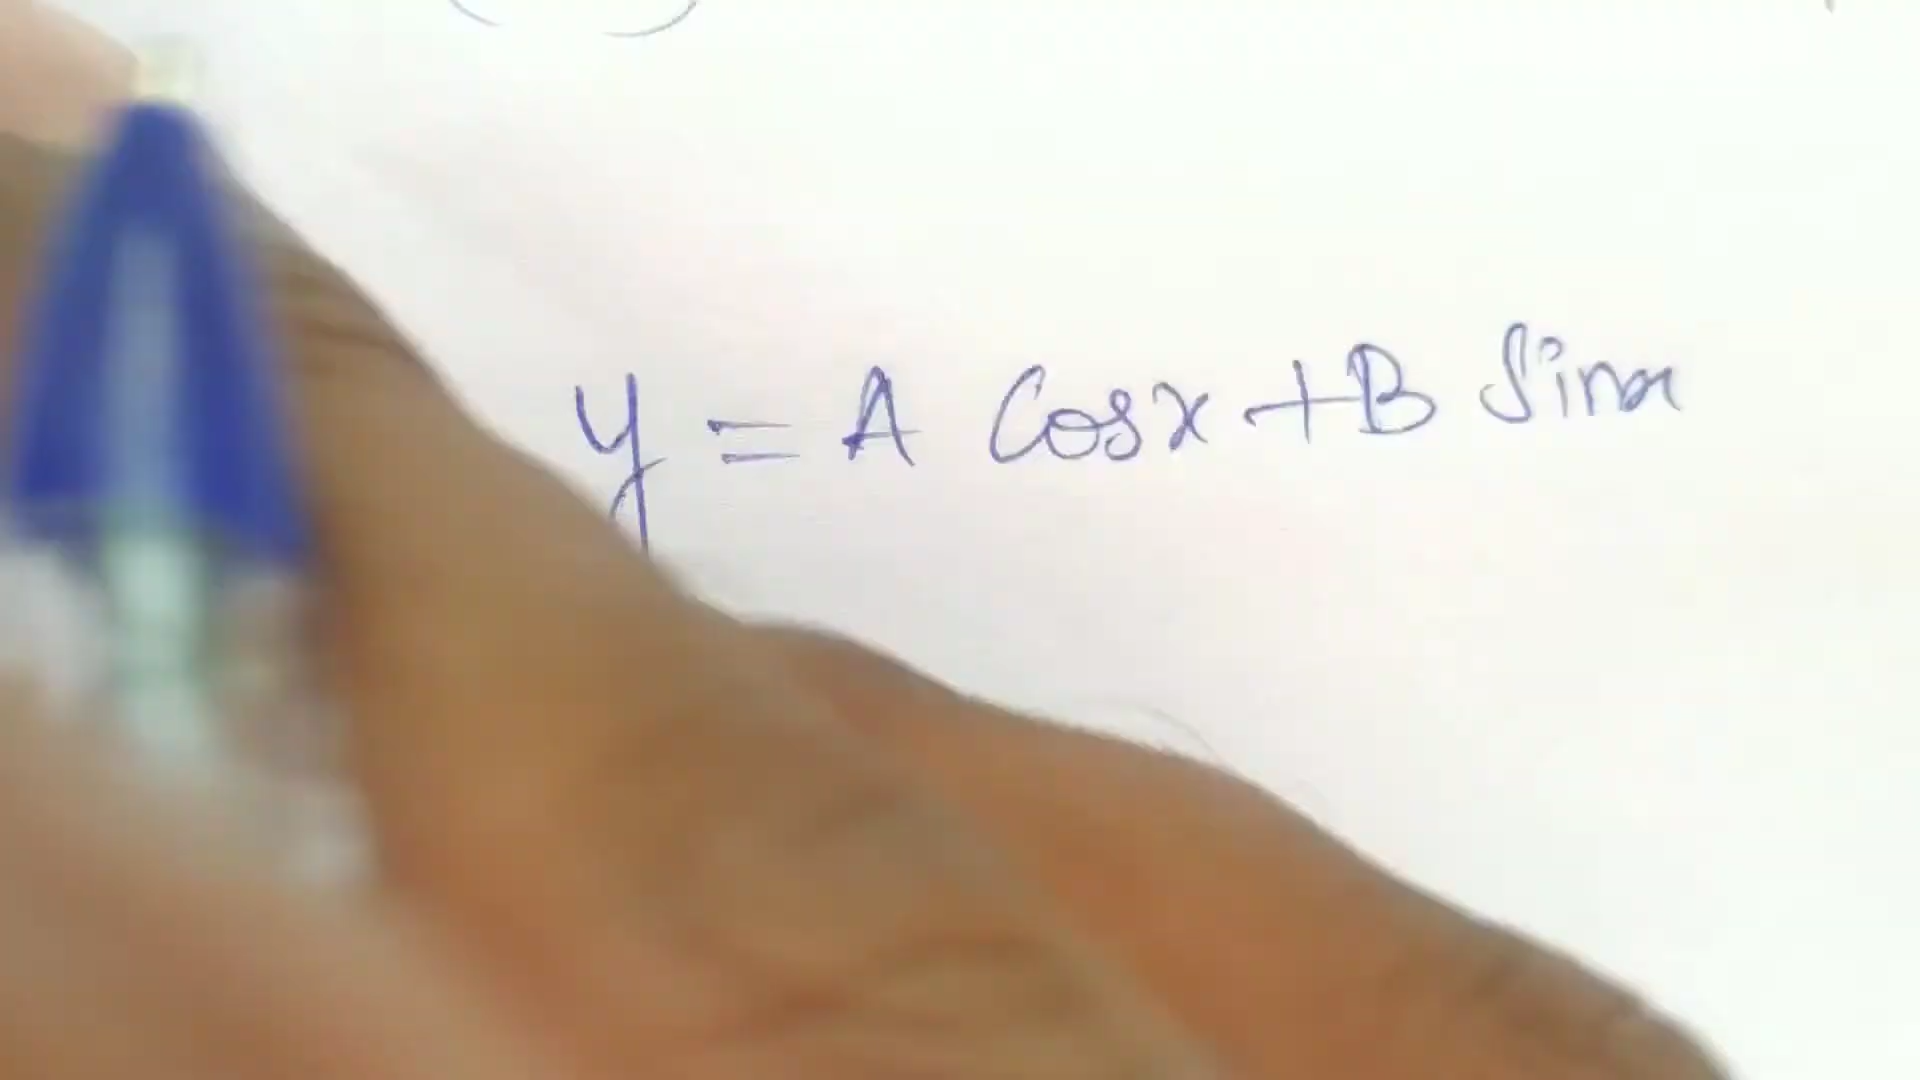 y = A Cosx + B Sinx